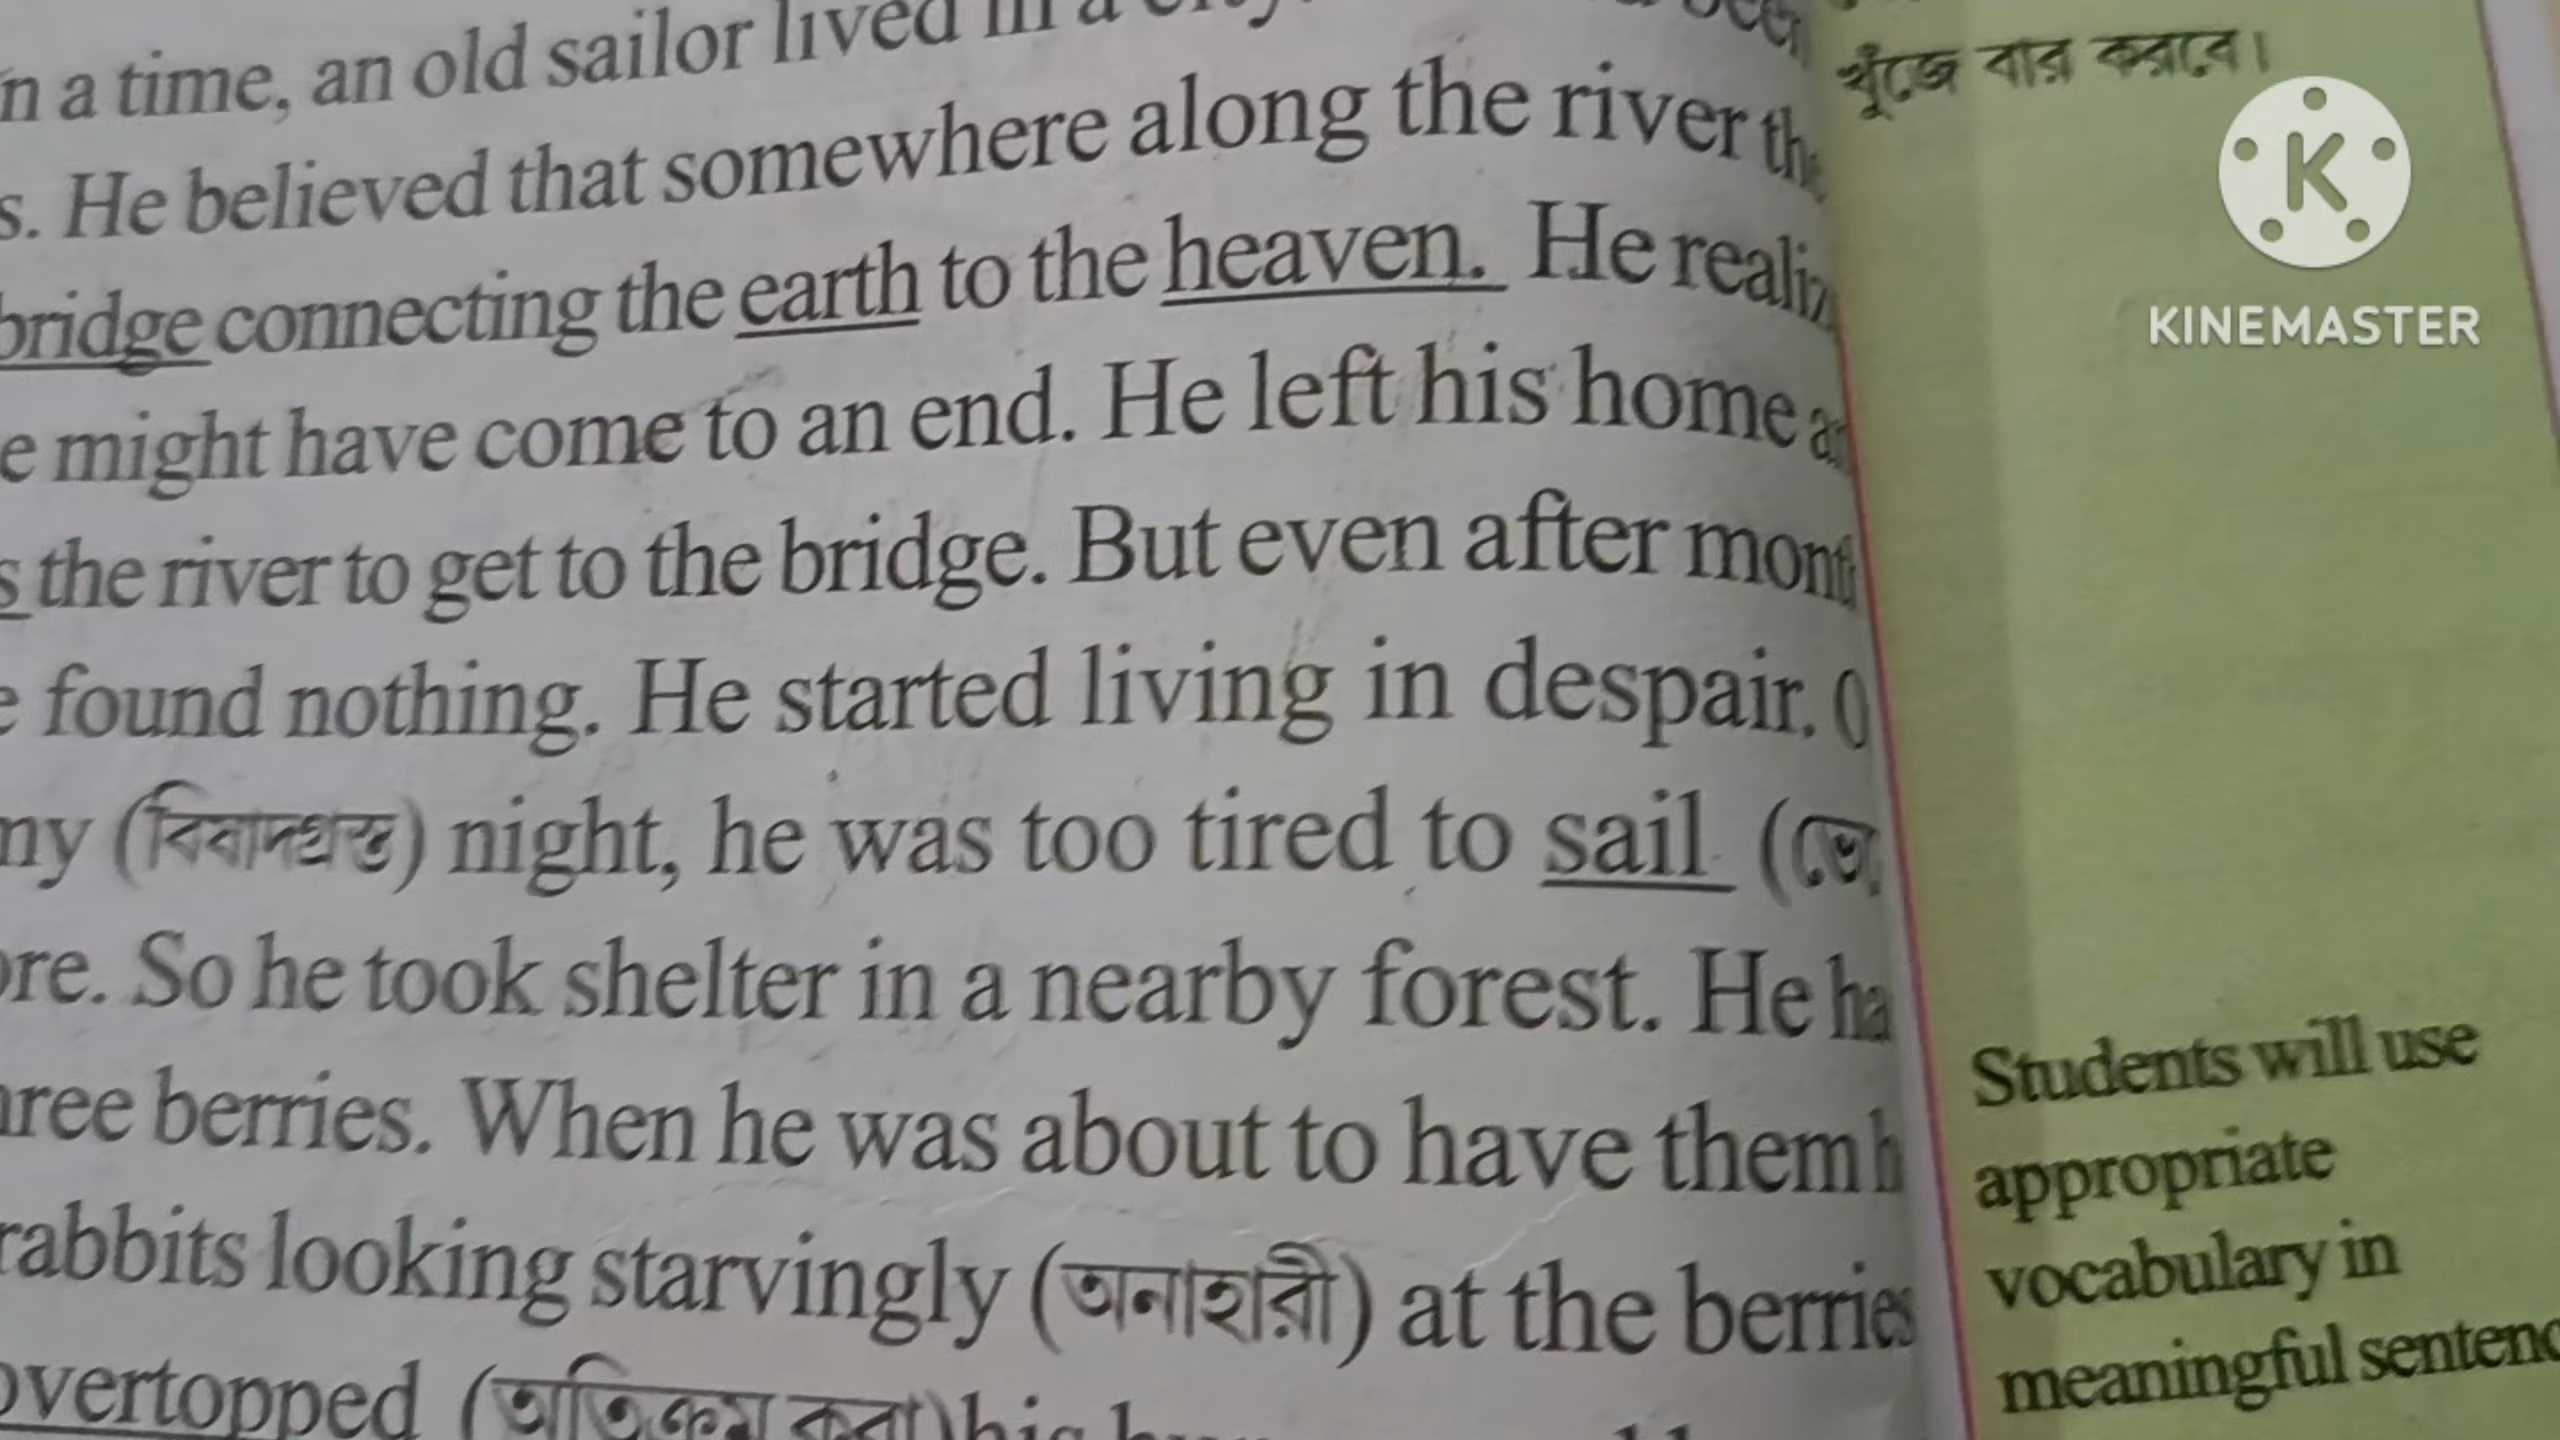 n a time, an old sailor lived in a city.
s. He believed that somewhere along the river th
bridge connecting the earth to the heaven. He realiz
e might have come to an end. He left his home a
s the river to get to the bridge. But even after mont
e found nothing. He started living in despair. O
ny (বিষাদগ্রস্ত) night, he was too tired to sail (ভে
ore. So he took shelter in a nearby forest. He ha
hree berries. When he was about to have them h
rabbits looking starvingly (অনাহারী) at the berries
overtopped (অতিক্রম করা) his
খুঁজে বার করবে।
KINEMASTER
Students will use
appropriate
vocabulary in
meaningful sentenc